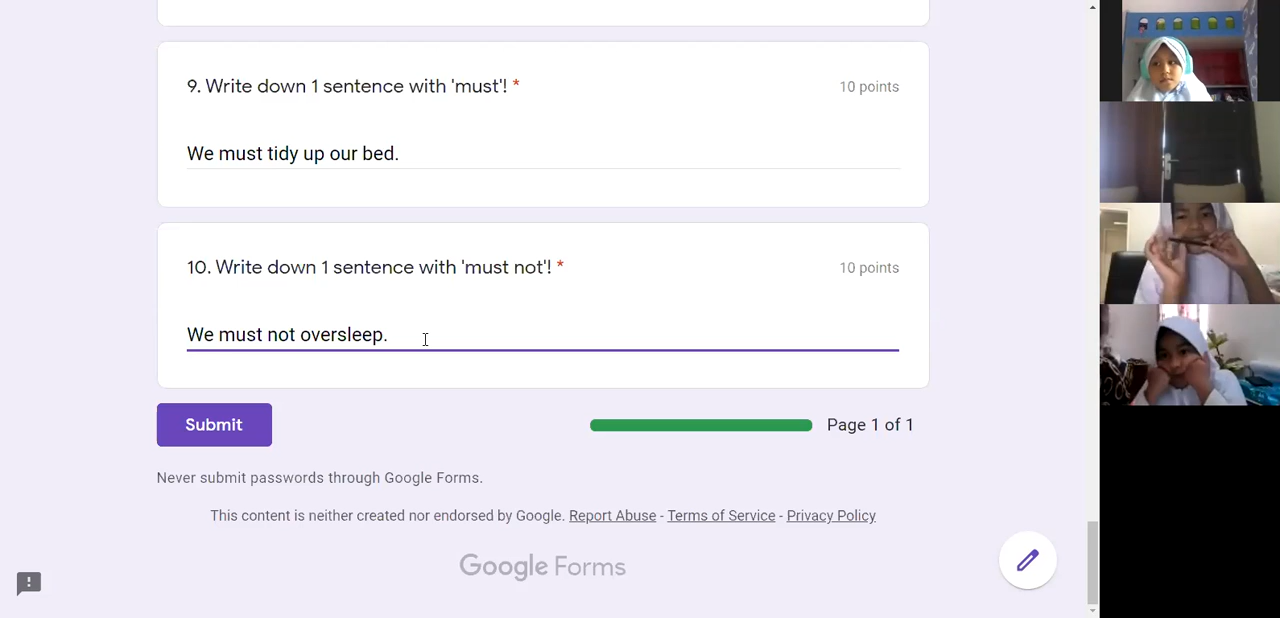 9. Write down 1 sentence with 'must'! *
10 points
We must tidy up our bed.
10. Write down 1 sentence with 'must not'! *
10 points
We must not oversleep.
Submit
Page 1 of 1
Never submit passwords through Google Forms.
This content is neither created nor endorsed by Google. Report Abuse - Terms of Service - Privacy Policy
Google Forms